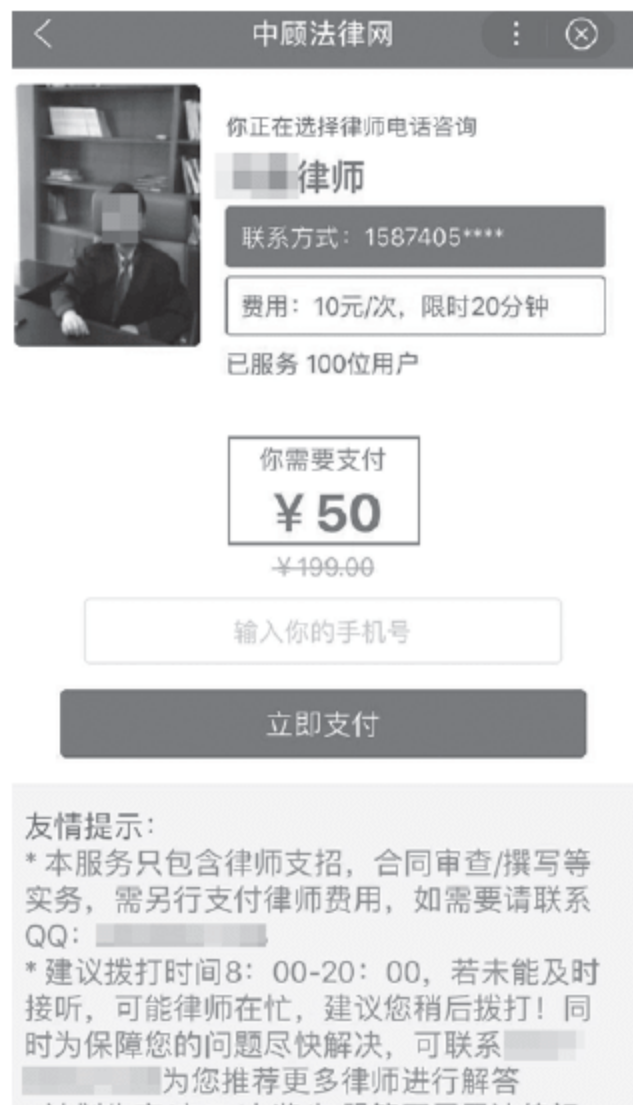 中顾法律网
你正在选择律师电话咨询
律师
联系方式：1587405****
费用：10元/次，限时20分钟
已服务 100位用户
你需要支付
￥50
￥199.00
输入你的手机号
立即支付
友情提示：
* 本服务只包含律师支招，合同审查/撰写等
实务，需另行支付律师费用，如需要请联系
QQ：
* 建议拨打时间8：00-20：00，若未能及时
接听，可能律师在忙，建议您稍后拨打！同
时为保障您的问题尽快解决，可联系
为您推荐更多律师进行解答